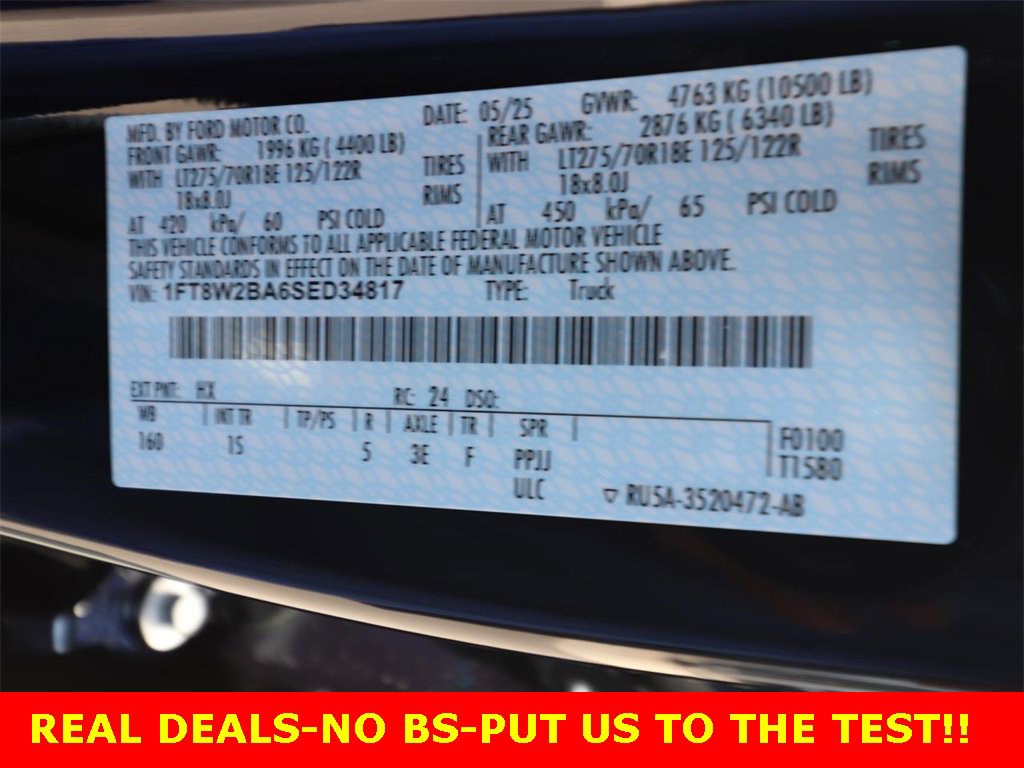 MFD. BY FORD MOTOR CO. DATE: 05/25 GVWR: 4763 KG (10500 LB)
FRONT GAWR: 1996 KG ( 4400 LB) REAR GAWR: 2876 KG ( 6340 LB)
WITH LT275/70R18E 125/122R TIRES WITH LT275/70R18E 125/122R TIRES
18x8.0J RIMS 18x8.0J RIMS
AT 420 kPa/ 60 PSI COLD AT 450 kPa/ 65 PSI COLD
THIS VEHICLE CONFORMS TO ALL APPLICABLE FEDERAL MOTOR VEHICLE
SAFETY STANDARDS IN EFFECT ON THE DATE OF MANUFACTURE SHOWN ABOVE.
VIN: 1FT8W2BA6SED34817 TYPE: Truck
EXT PNT: HX RC: 24 DSO:
WB | INT TR | TP/PS | R | AXLE | TR | SPR | F0100
160 1S 5 3E F PPJJ T1580
ULC ▽ RU5A-3520472-AB
REAL DEALS-NO BS-PUT US TO THE TEST!!